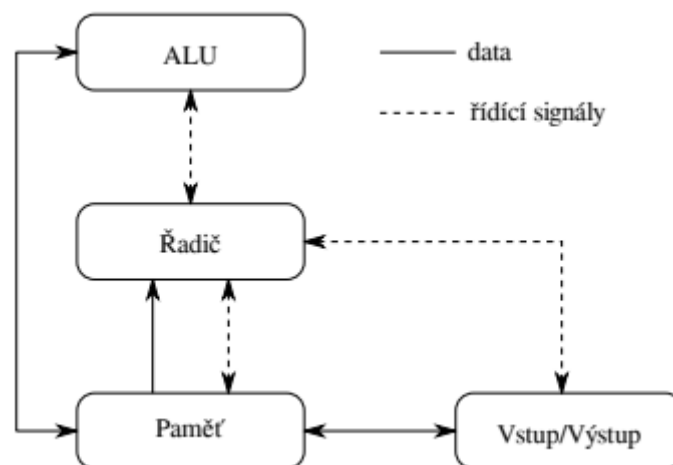 ALU
data
řídící signály
Řadič
Paměť
Vstup/Výstup